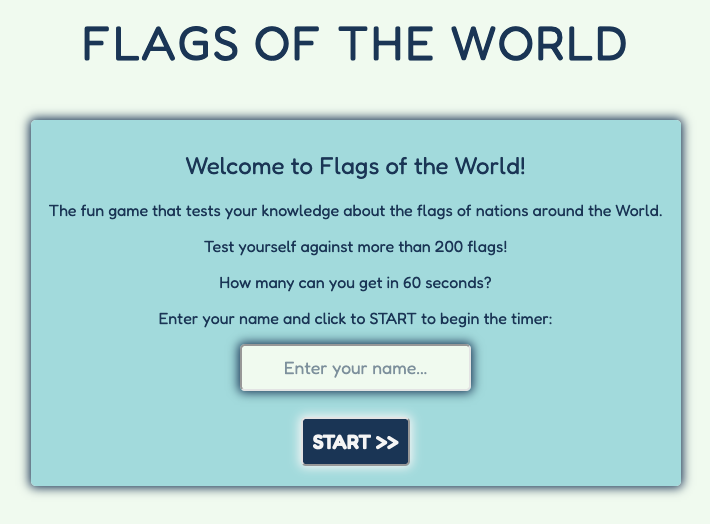 FLAGS OF THE WORLD
Welcome to Flags of the World!
The fun game that tests your knowledge about the flags of nations around the World.
Test yourself against more than 200 flags!
How many can you get in 60 seconds?
Enter your name and click to START to begin the timer:
Enter your name...
START >>